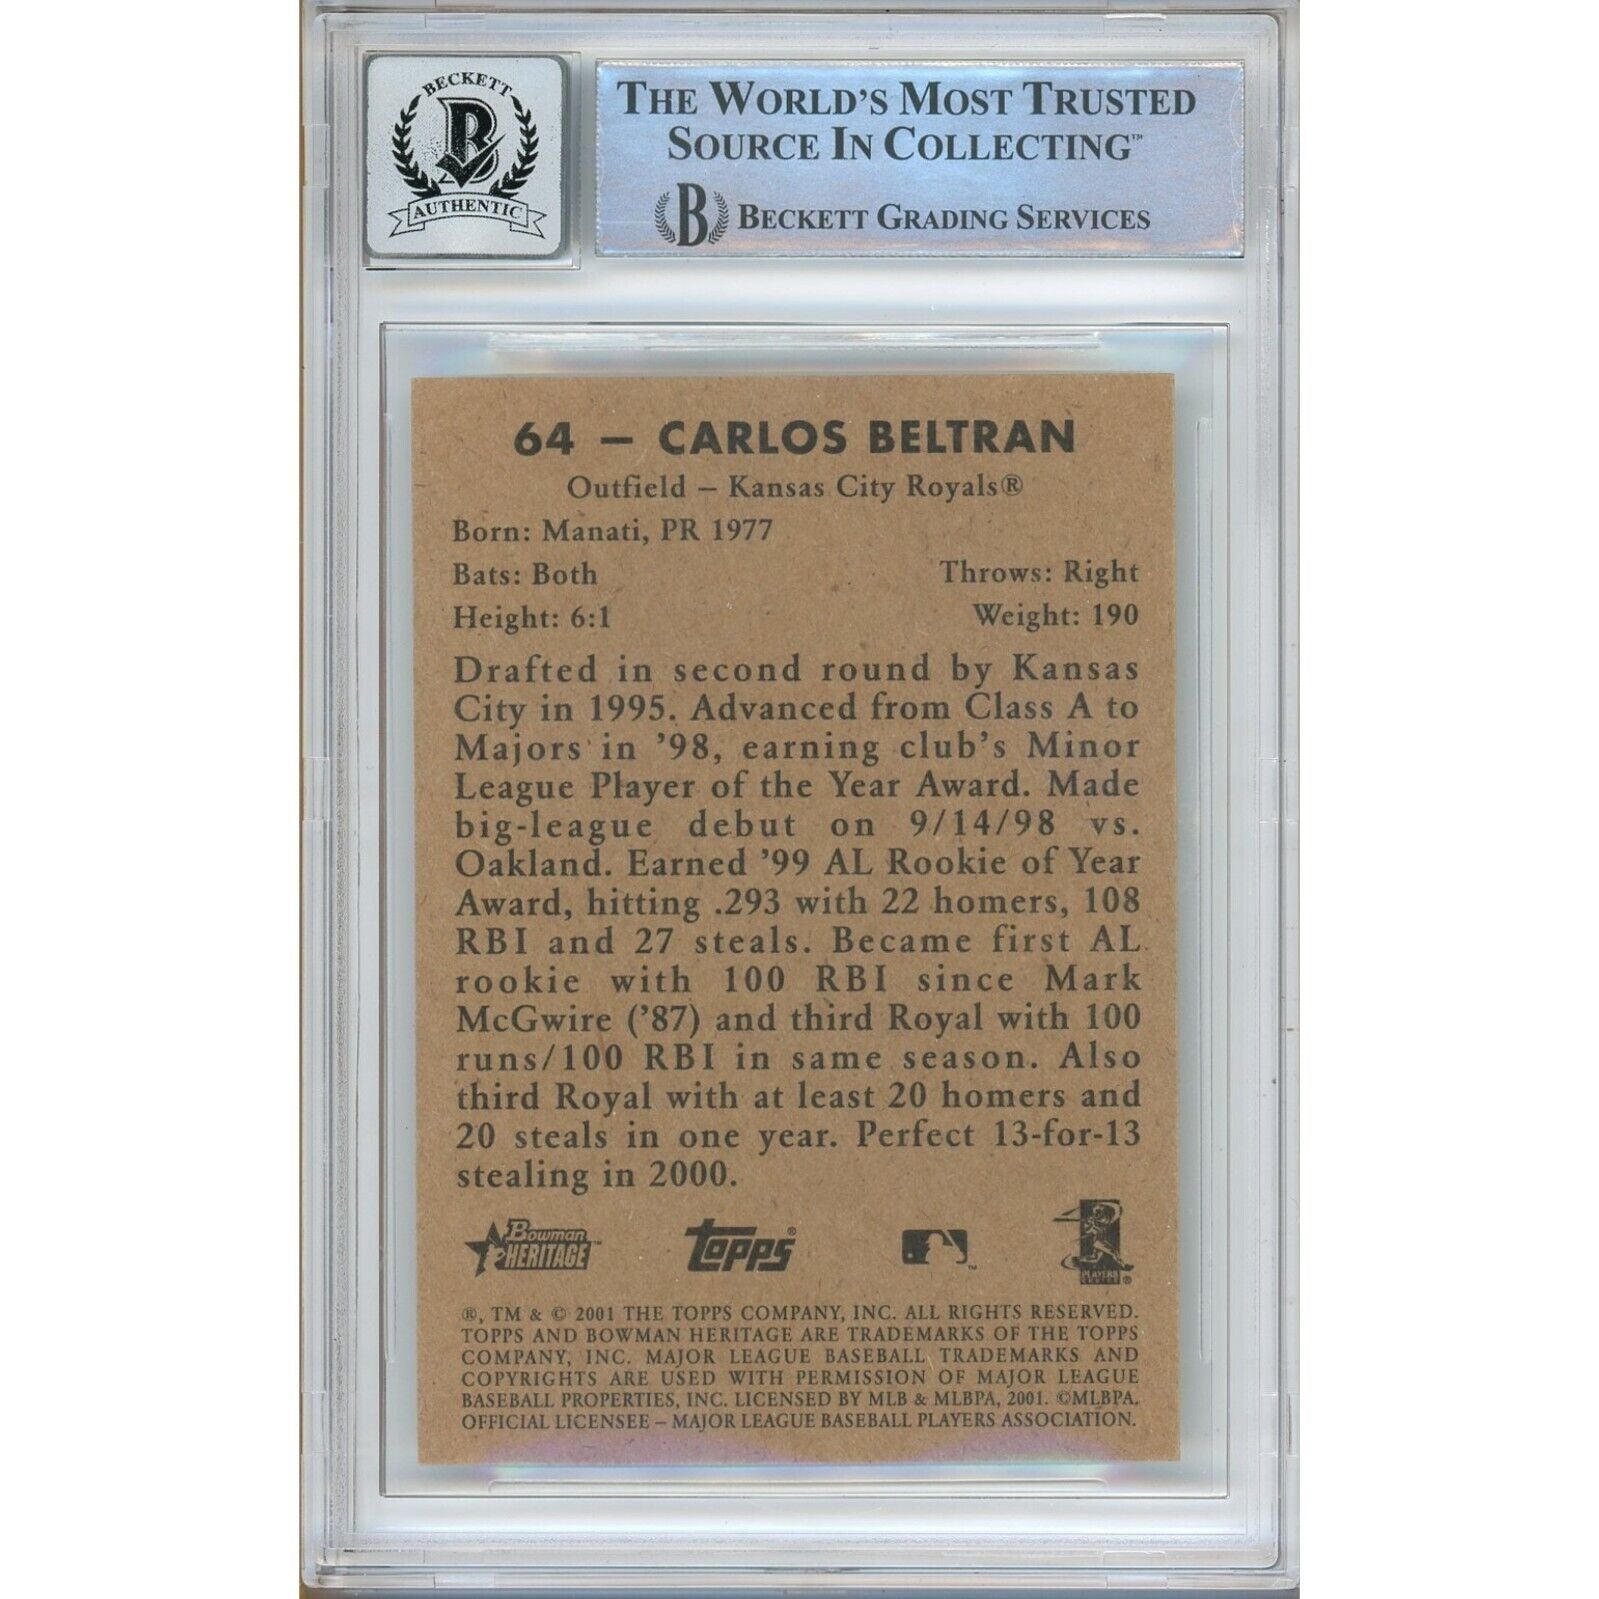 BECKETT
B
AUTHENTIC
THE WORLD'S MOST TRUSTED
SOURCE IN COLLECTING™
B BECKETT GRADING SERVICES
64 – CARLOS BELTRAN
Outfield – Kansas City Royals®
Born: Manati, PR 1977
Bats: Both Throws: Right
Height: 6:1 Weight: 190
Drafted in second round by Kansas
City in 1995. Advanced from Class A to
Majors in ’98, earning club’s Minor
League Player of the Year Award. Made
big-league debut on 9/14/98 vs.
Oakland. Earned ’99 AL Rookie of Year
Award, hitting .293 with 22 homers, 108
RBI and 27 steals. Became first AL
rookie with 100 RBI since Mark
McGwire (’87) and third Royal with 100
runs/100 RBI in same season. Also
third Royal with at least 20 homers and
20 steals in one year. Perfect 13-for-13
stealing in 2000.
Bowman HERITAGE™ Topps® ™ PLAYERS CHOICE®
®, TM & © 2001 THE TOPPS COMPANY, INC. ALL RIGHTS RESERVED.
TOPPS AND BOWMAN HERITAGE ARE TRADEMARKS OF THE TOPPS
COMPANY, INC. MAJOR LEAGUE BASEBALL TRADEMARKS AND
COPYRIGHTS ARE USED WITH PERMISSION OF MAJOR LEAGUE
BASEBALL PROPERTIES, INC. LICENSED BY MLB & MLBPA, 2001. ©MLBPA.
OFFICIAL LICENSEE – MAJOR LEAGUE BASEBALL PLAYERS ASSOCIATION.